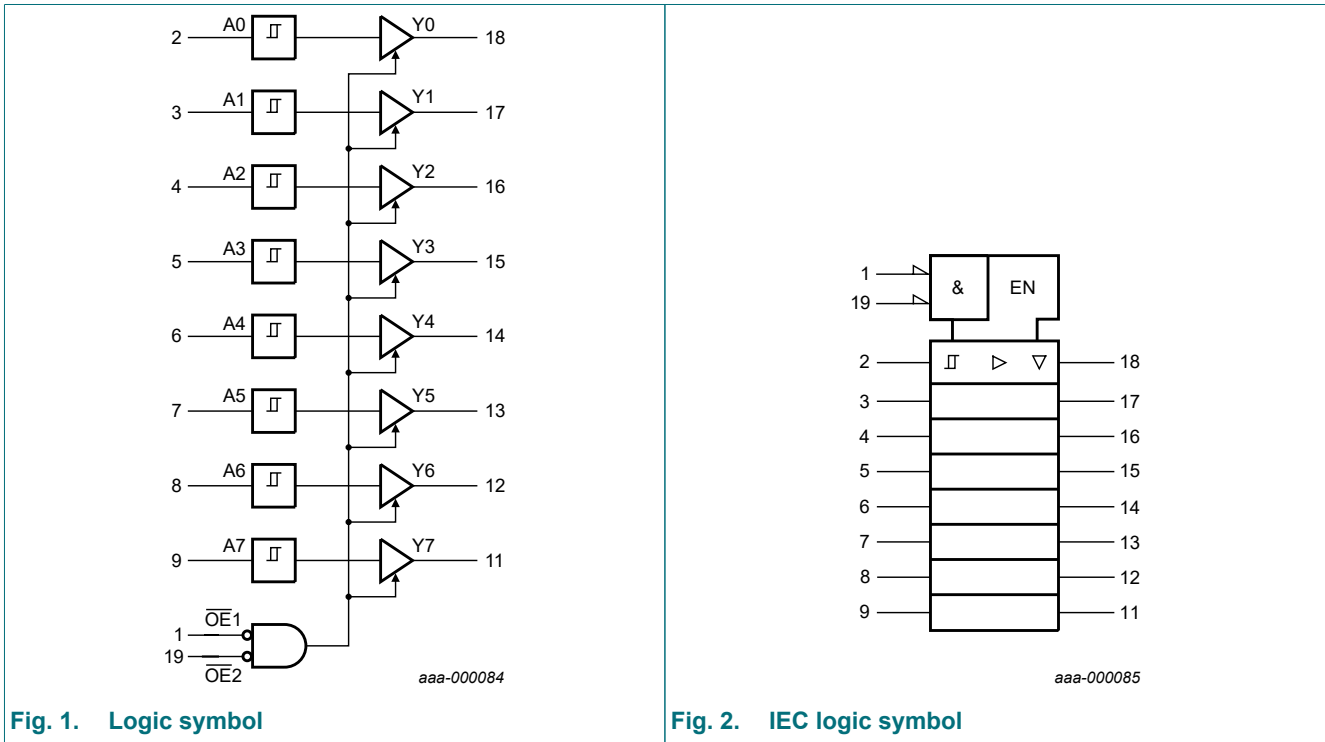 2 A0 Y0 18
3 A1 Y1 17
4 A2 Y2 16
5 A3 Y3 15
6 A4 Y4 14
7 A5 Y5 13
8 A6 Y6 12
9 A7 Y7 11
1 OE1
19 OE2
aaa-000084
Fig. 1. Logic symbol
1 & EN
19
2 18
3 17
4 16
5 15
6 14
7 13
8 12
9 11
aaa-000085
Fig. 2. IEC logic symbol